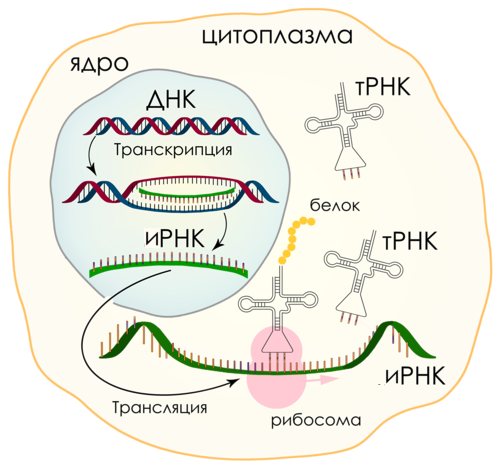 цитоплазма
ядро
ДНК
тРНК
Транскрипция
белок
иРНК
тРНК
иРНК
Трансляция
рибосома